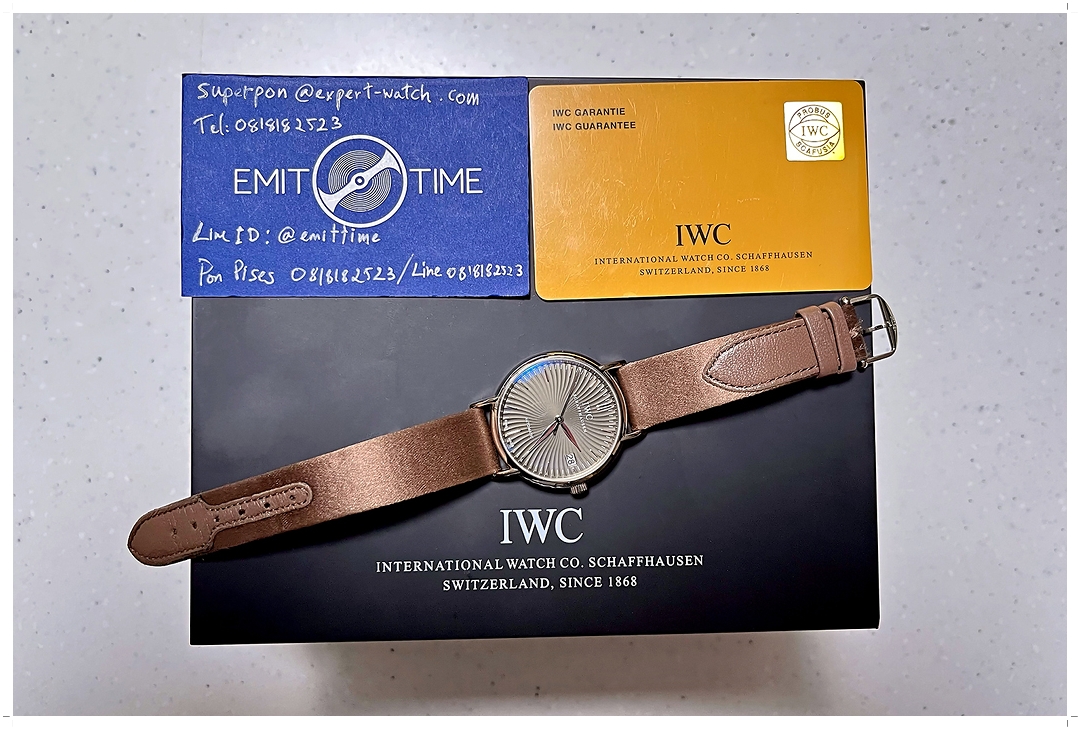 Superpon @expert-watch.com
Tel: 0818182523
EMIT TIME
Line ID: @emittime
Pon Pises 0818182523/Line 0818182523
IWC GARANTIE
IWC GUARANTEE
PROBUS
IWC
SCAFUSIA
IWC
INTERNATIONAL WATCH CO. SCHAFFHAUSEN
SWITZERLAND, SINCE 1868
IWC
28
IWC
INTERNATIONAL WATCH CO. SCHAFFHAUSEN
SWITZERLAND, SINCE 1868